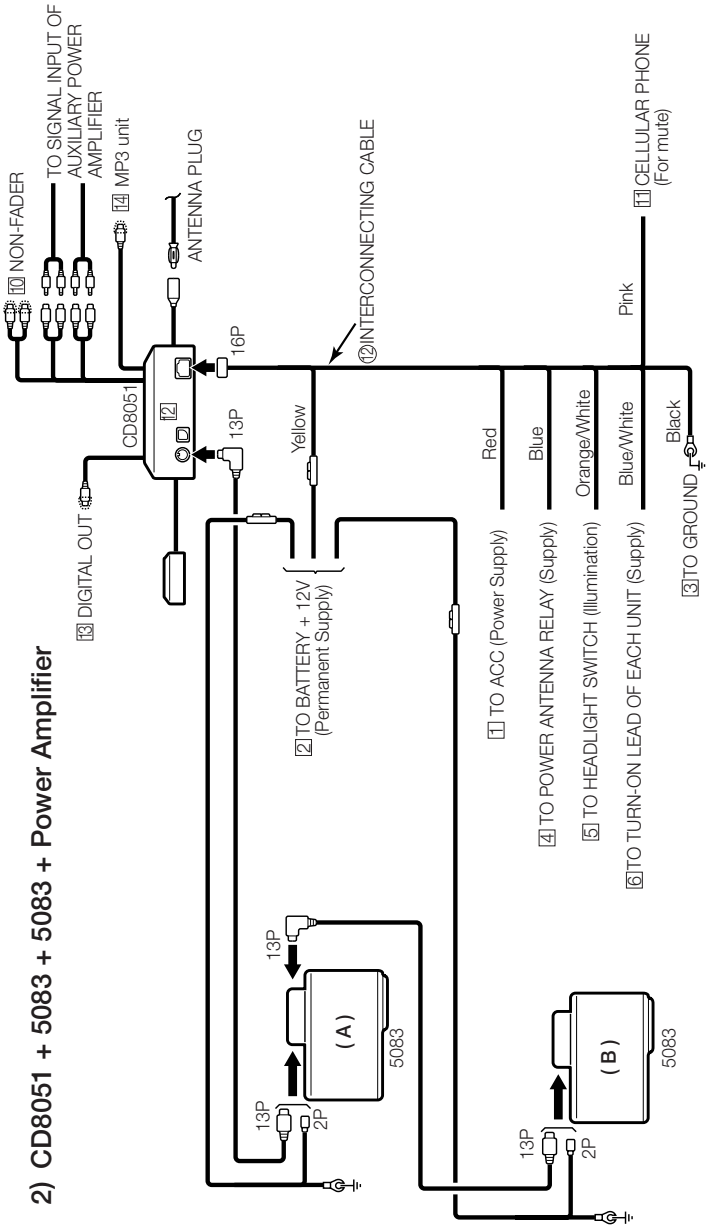 2) CD8051 + 5083 + 5083 + Power Amplifier
10 NON-FADER
TO SIGNAL INPUT OF
AUXILIARY POWER
AMPLIFIER
13 DIGITAL OUT
CD8051
14 MP3 unit
12
ANTENNA PLUG
13P
16P
⑫INTERCONNECTING CABLE
Yellow
2 TO BATTERY + 12V
(Permanent Supply)
13P
13P
2P
(A)
5083
Red
1 TO ACC (Power Supply)
Blue
4 TO POWER ANTENNA RELAY (Supply)
Orange/White
5 TO HEADLIGHT SWITCH (Illumination)
Blue/White
6 TO TURN-ON LEAD OF EACH UNIT (Supply)
Pink
11 CELLULAR PHONE
(For mute)
Black
3 TO GROUND
13P
2P
(B)
5083